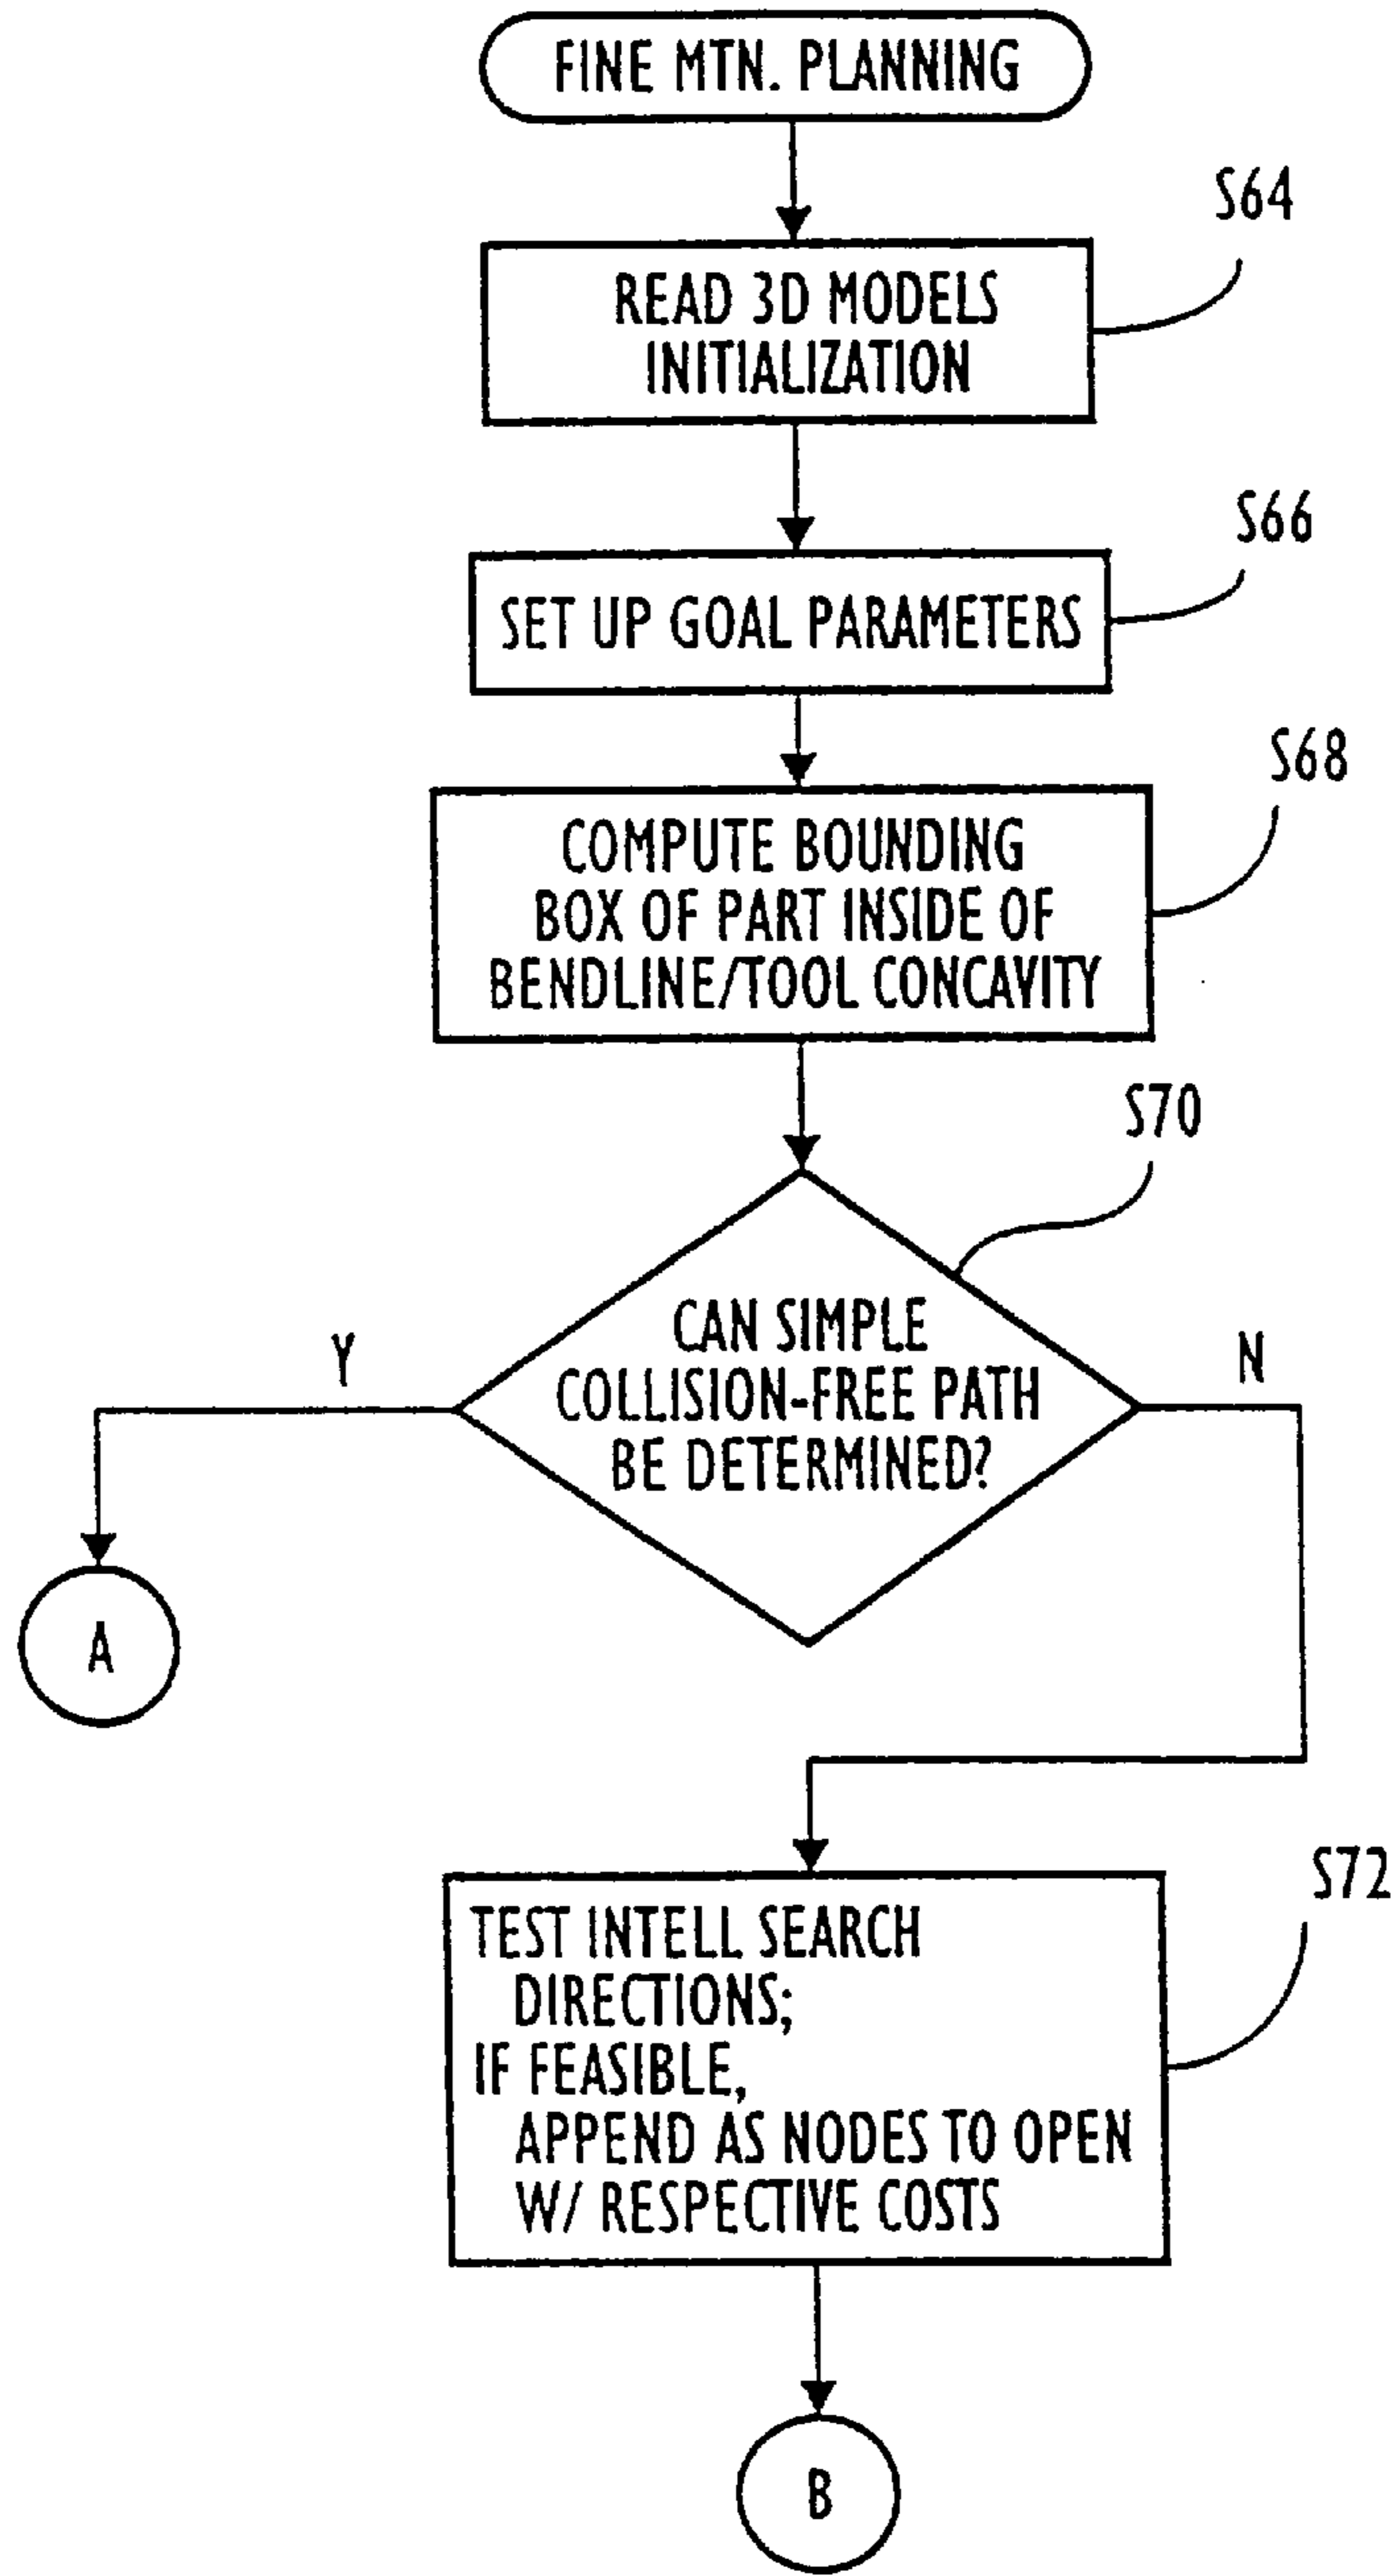 FINE MTN. PLANNING
S64
READ 3D MODELS
INITIALIZATION
S66
SET UP GOAL PARAMETERS
S68
COMPUTE BOUNDING
BOX OF PART INSIDE OF
BENDLINE/TOOL CONCAVITY
S70
CAN SIMPLE
COLLISION-FREE PATH
BE DETERMINED?
Y
N
A
S72
TEST INTELL SEARCH
DIRECTIONS;
IF FEASIBLE,
APPEND AS NODES TO OPEN
W/ RESPECTIVE COSTS
B